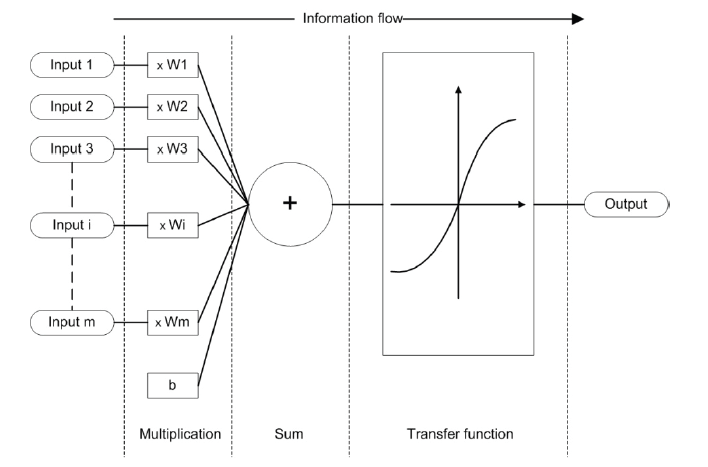 Information flow
Input 1
x W1
Input 2
x W2
Input 3
x W3
Input i
x Wi
+
Output
Input m
x Wm
b
Multiplication
Sum
Transfer function